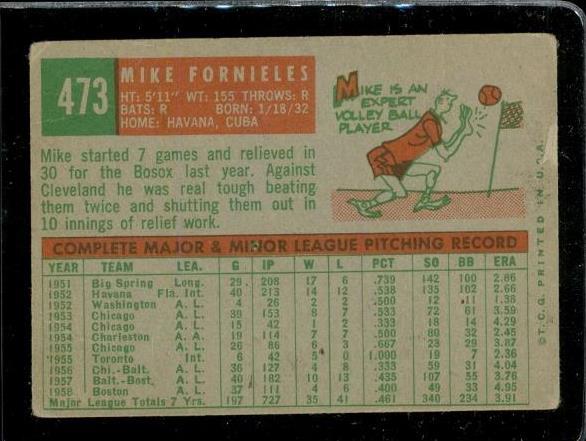 473
MIKE FORNIELES
HT: 5'11" WT: 155 THROWS: R
BATS: R BORN: 1/18/32
HOME: HAVANA, CUBA
MIKE IS AN
EXPERT
VOLLEY BALL
PLAYER
Mike started 7 games and relieved in
30 for the Bosox last year. Against
Cleveland he was real tough beating
them twice and shutting them out in
10 innings of relief work.
COMPLETE MAJOR & MINOR LEAGUE PITCHING RECORD
YEAR TEAM LEA. G IP W L PCT SO BB ERA
1951 Big Spring Long. 29 208 17 6 .739 142 100 2.86
1952 Havana Fla. Int. 40 213 14 12 .538 135 102 2.66
1952 Washington A. L. 4 26 2 2 .500 12 11 1.38
1953 Chicago A. L. 39 153 8 7 .533 72 61 3.59
1954 Chicago A. L. 15 42 1 2 .333 18 14 4.29
1954 Charleston A. A. 19 114 7 7 .500 80 32 2.45
1955 Chicago A. L. 26 86 6 3 .667 23 29 3.87
1955 Toronto Int. 6 42 5 0 1.000 19 7 2.36
1956 Chi.-Balt. A. L. 36 127 4 8 .333 59 31 4.04
1957 Balt.-Bost. A. L. 40 182 10 13 .435 107 55 3.76
1958 Boston A. L. 37 111 4 6 .400 49 33 4.95
Major League Totals 7 Yrs. 197 727 35 41 .461 340 234 3.91
© T.C.G. PRINTED IN U.S.A.